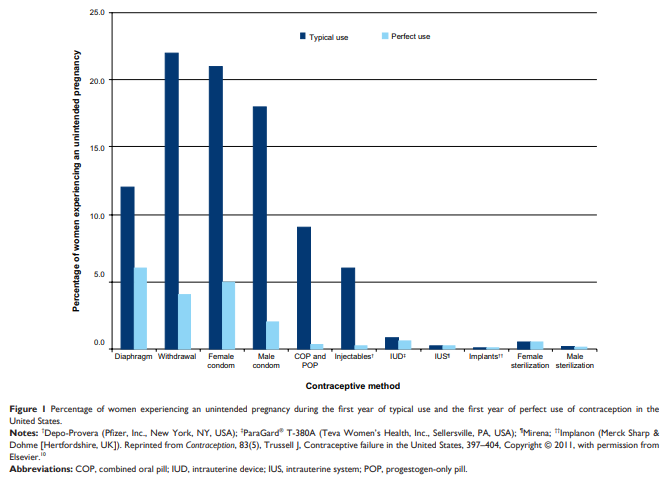 25.0
Typical use
Perfect use
20.0
15.0
10.0
5.0
0.0
Percentage of women experiencing an unintended pregnancy
Diaphragm Withdrawal Female condom Male condom COP and POP Injectables† IUD‡ IUS¶ Implants†† Female sterilization Male sterilization
Contraceptive method
Figure 1 Percentage of women experiencing an unintended pregnancy during the first year of typical use and the first year of perfect use of contraception in the
United States.
Notes: †Depo-Provera (Pfizer, Inc., New York, NY, USA); ‡ParaGard® T-380A (Teva Women's Health, Inc., Sellersville, PA, USA); ¶Mirena; ††Implanon (Merck Sharp &
Dohme [Hertfordshire, UK]). Reprinted from Contraception, 83(5), Trussell J, Contraceptive failure in the United States, 397–404, Copyright © 2011, with permission from
Elsevier.10
Abbreviations: COP, combined oral pill; IUD, intrauterine device; IUS, intrauterine system; POP, progestogen-only pill.